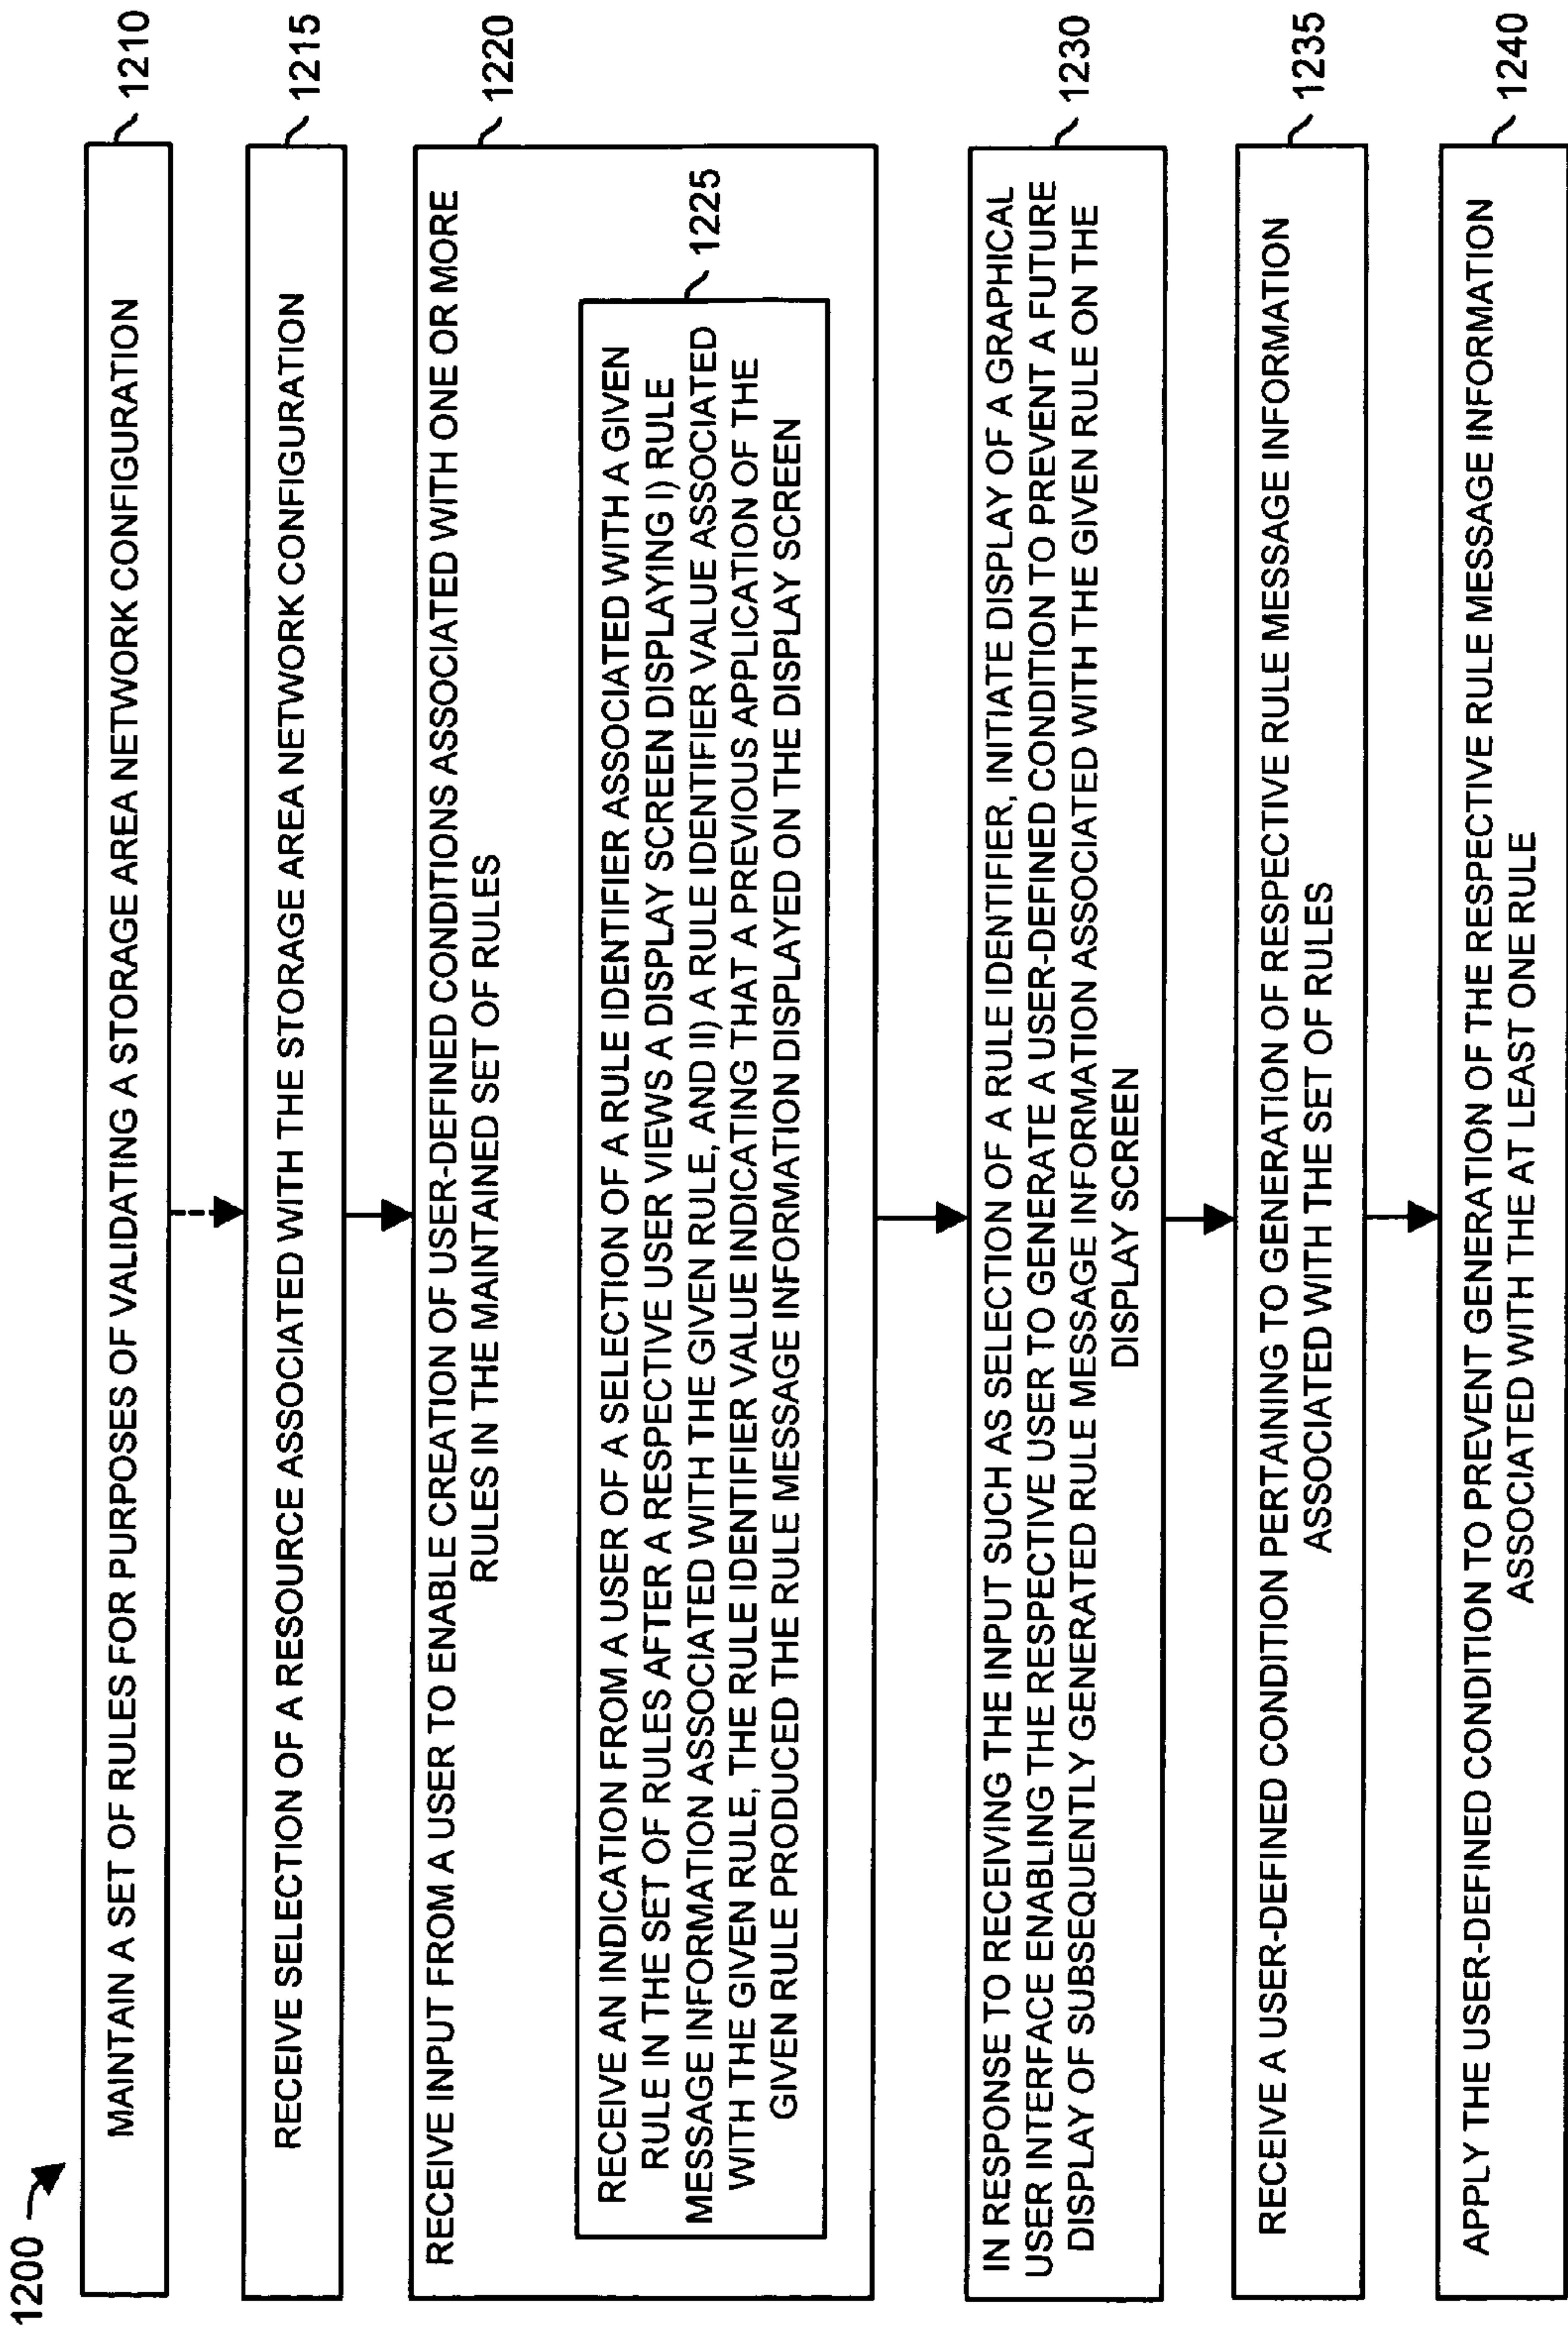 1200
MAINTAIN A SET OF RULES FOR PURPOSES OF VALIDATING A STORAGE AREA NETWORK CONFIGURATION
1210
RECEIVE SELECTION OF A RESOURCE ASSOCIATED WITH THE STORAGE AREA NETWORK CONFIGURATION
1215
RECEIVE INPUT FROM A USER TO ENABLE CREATION OF USER-DEFINED CONDITIONS ASSOCIATED WITH ONE OR MORE
RULES IN THE MAINTAINED SET OF RULES
1220
RECEIVE AN INDICATION FROM A USER OF A SELECTION OF A RULE IDENTIFIER ASSOCIATED WITH A GIVEN
RULE IN THE SET OF RULES AFTER A RESPECTIVE USER VIEWS A DISPLAY SCREEN DISPLAYING I) RULE
MESSAGE INFORMATION ASSOCIATED WITH THE GIVEN RULE, AND II) A RULE IDENTIFIER VALUE ASSOCIATED
WITH THE GIVEN RULE, THE RULE IDENTIFIER VALUE INDICATING THAT A PREVIOUS APPLICATION OF THE
GIVEN RULE PRODUCED THE RULE MESSAGE INFORMATION DISPLAYED ON THE DISPLAY SCREEN
1225
IN RESPONSE TO RECEIVING THE INPUT SUCH AS SELECTION OF A RULE IDENTIFIER, INITIATE DISPLAY OF A GRAPHICAL
USER INTERFACE ENABLING THE RESPECTIVE USER TO GENERATE A USER-DEFINED CONDITION TO PREVENT A FUTURE
DISPLAY OF SUBSEQUENTLY GENERATED RULE MESSAGE INFORMATION ASSOCIATED WITH THE GIVEN RULE ON THE
DISPLAY SCREEN
1230
RECEIVE A USER-DEFINED CONDITION PERTAINING TO GENERATION OF RESPECTIVE RULE MESSAGE INFORMATION
ASSOCIATED WITH THE SET OF RULES
1235
APPLY THE USER-DEFINED CONDITION TO PREVENT GENERATION OF THE RESPECTIVE RULE MESSAGE INFORMATION
ASSOCIATED WITH THE AT LEAST ONE RULE
1240